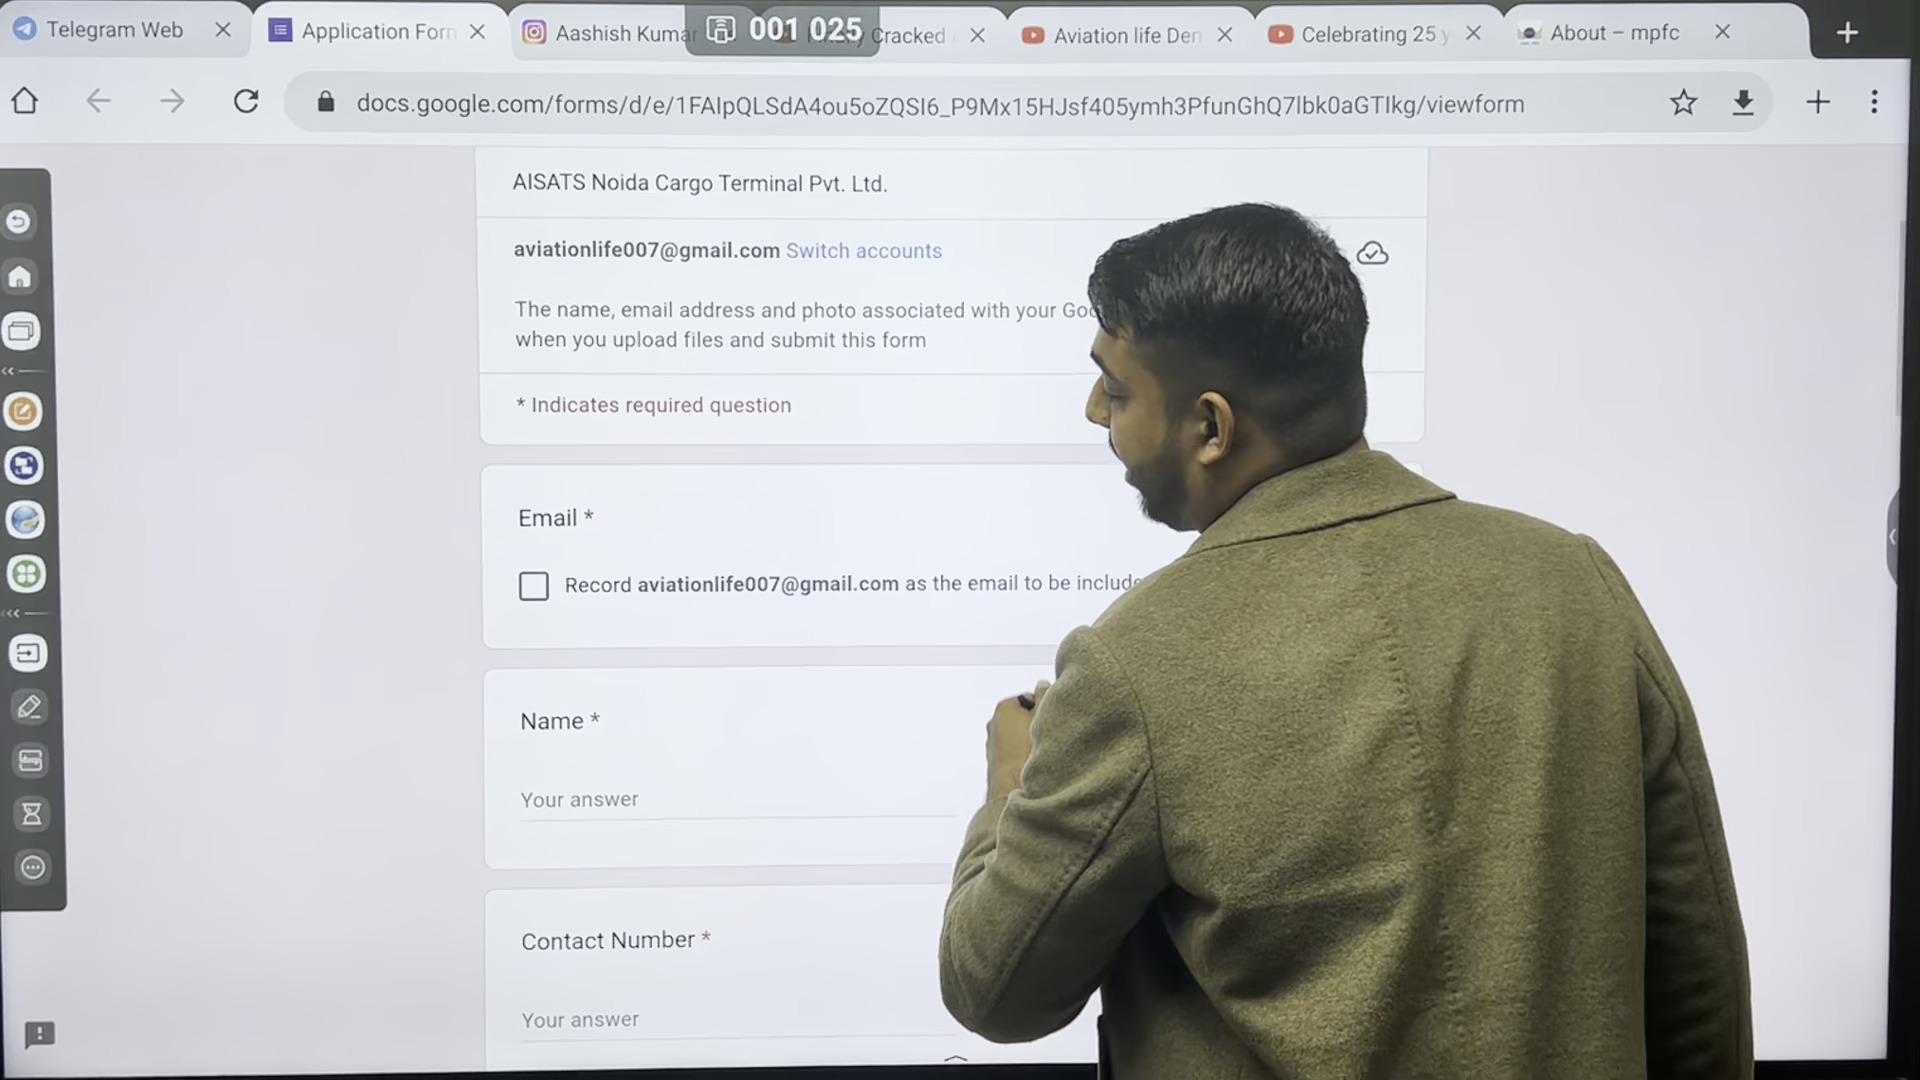 Telegram Web
Application Form
Aashish Kumar
001 025
Cracked
Aviation life Den
Celebrating 25 y
About – mpfc
docs.google.com/forms/d/e/1FAIpQLSdA4ou5oZQSI6_P9Mx15HJsf405ymh3PfunGhQ7lbk0aGTIkg/viewform
AISATS Noida Cargo Terminal Pvt. Ltd.
aviationlife007@gmail.com Switch accounts
The name, email address and photo associated with your Goo
when you upload files and submit this form
* Indicates required question
Email *
Record aviationlife007@gmail.com as the email to be include
Name *
Your answer
Contact Number *
Your answer